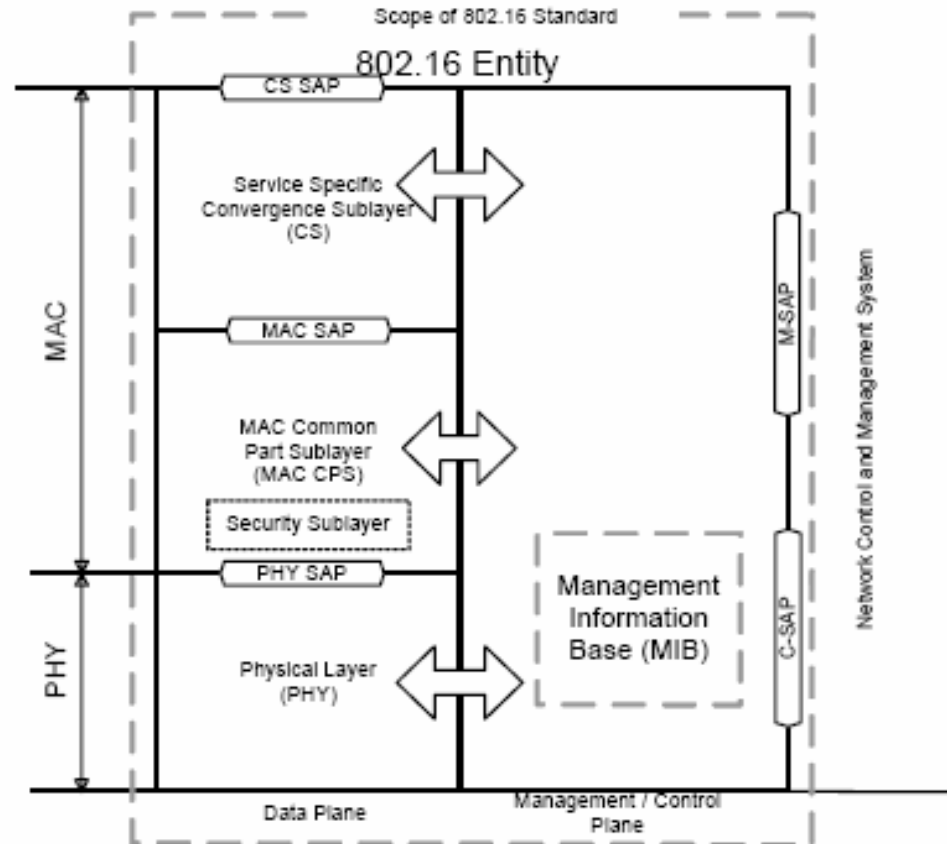 Scope of 802.16 Standard
802.16 Entity
CS SAP
Service Specific
Convergence Sublayer
(CS)
MAC SAP
MAC
MAC Common
Part Sublayer
(MAC CPS)
Security Sublayer
PHY SAP
PHY
Physical Layer
(PHY)
Management
Information
Base (MIB)
M-SAP
C-SAP
Network Control and Management System
Data Plane
Management / Control
Plane